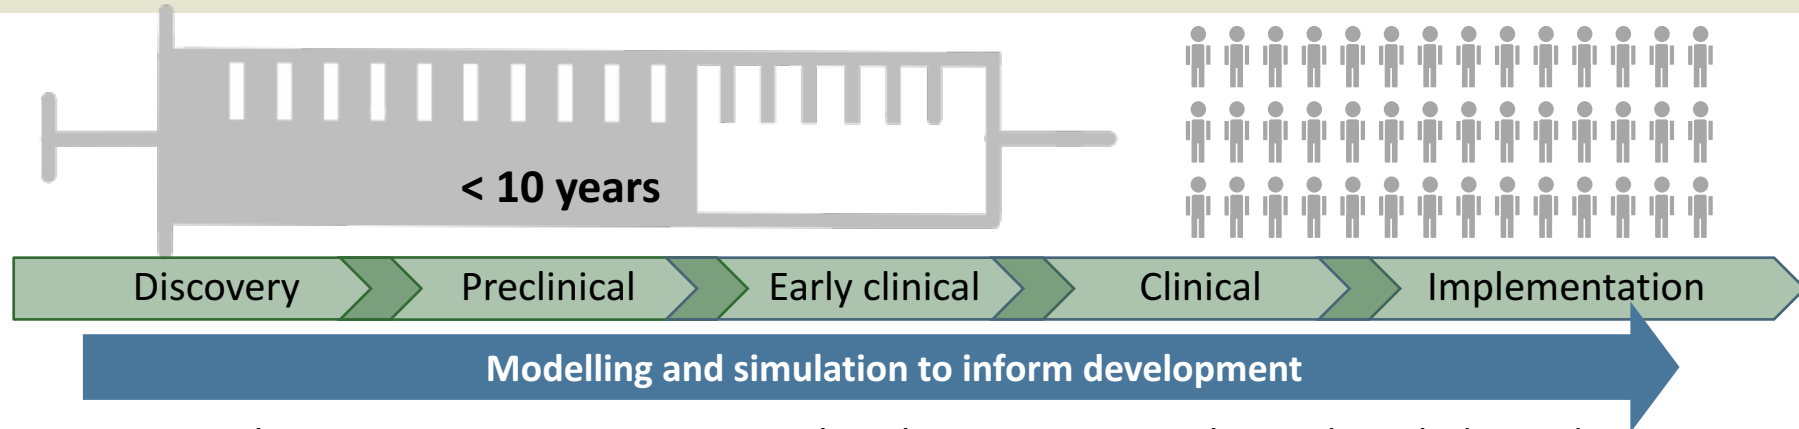 < 10 years
Discovery Preclinical Early clinical Clinical Implementation
Modelling and simulation to inform development